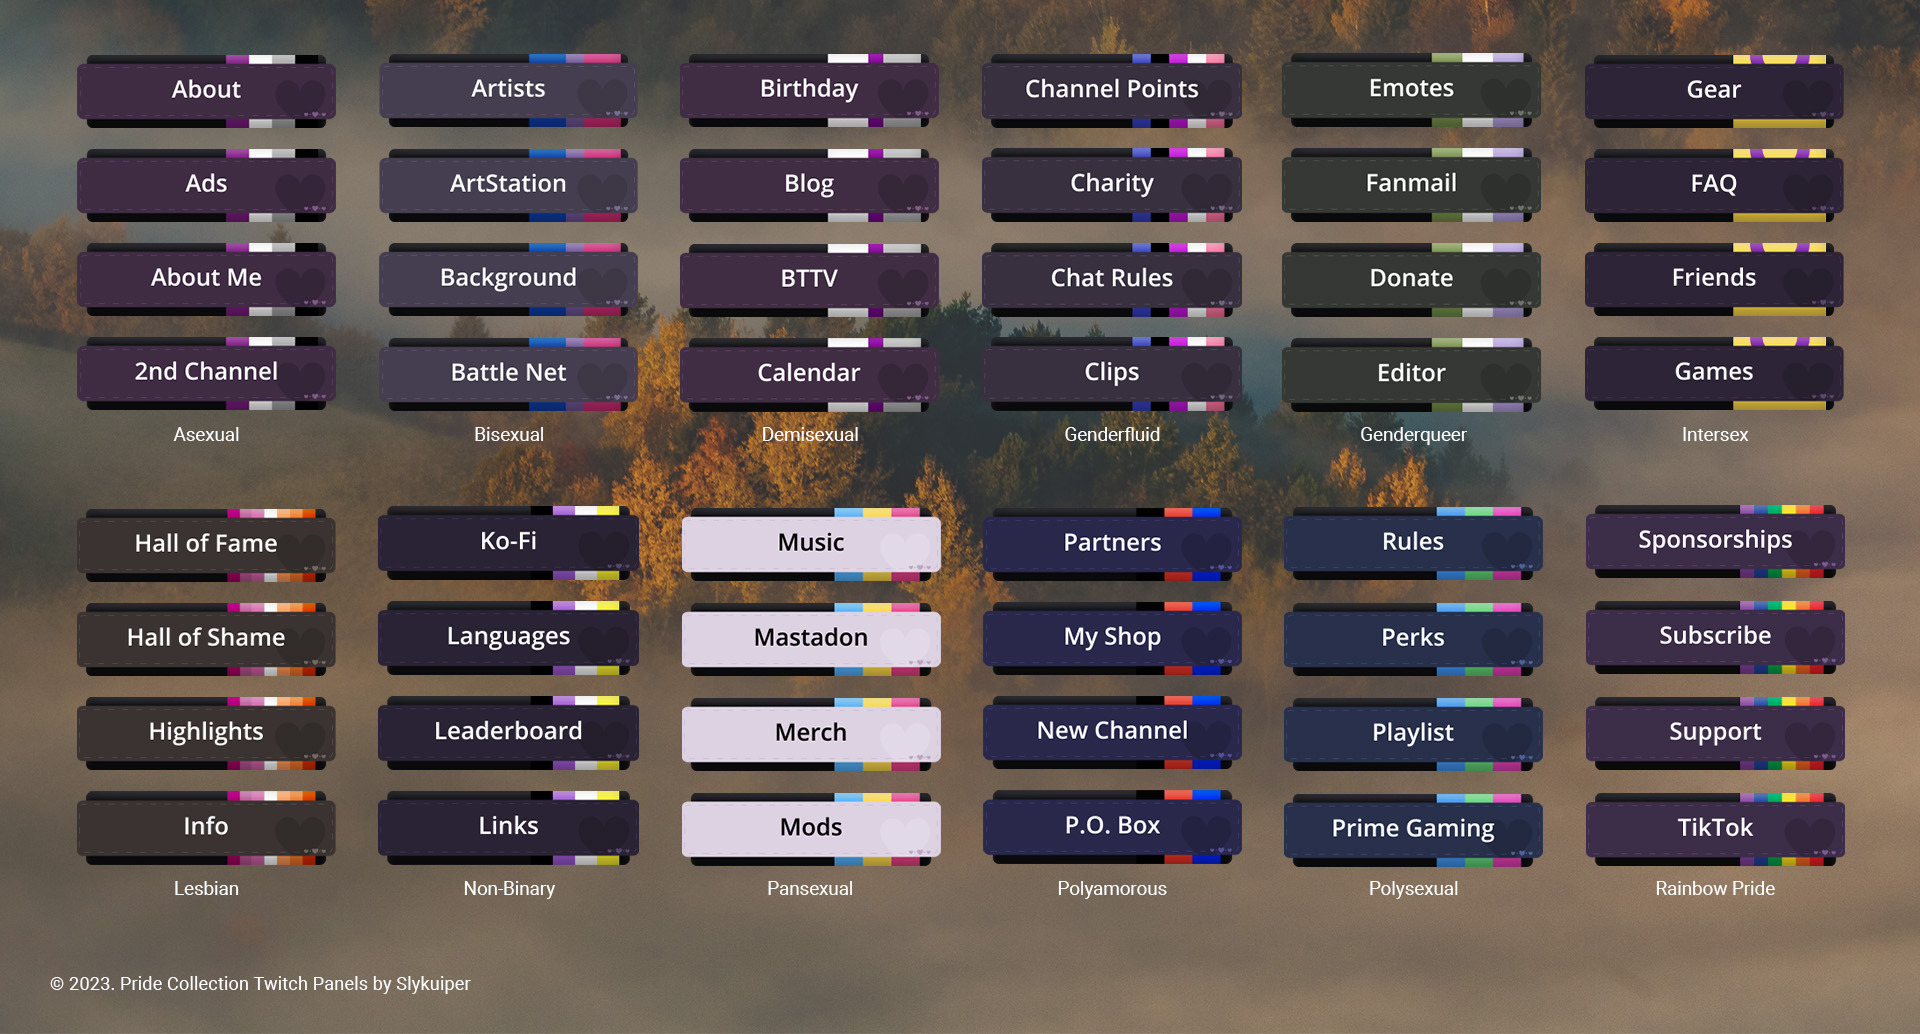 About
Artists
Birthday
Channel Points
Emotes
Gear
Ads
ArtStation
Blog
Charity
Fanmail
FAQ
About Me
Background
BTTV
Chat Rules
Donate
Friends
2nd Channel
Battle Net
Calendar
Clips
Editor
Games
Asexual
Bisexual
Demisexual
Genderfluid
Genderqueer
Intersex
Hall of Fame
Ko-Fi
Music
Partners
Rules
Sponsorships
Hall of Shame
Languages
Mastadon
My Shop
Perks
Subscribe
Highlights
Leaderboard
Merch
New Channel
Playlist
Support
Info
Links
Mods
P.O. Box
Prime Gaming
TikTok
Lesbian
Non-Binary
Pansexual
Polyamorous
Polysexual
Rainbow Pride
© 2023. Pride Collection Twitch Panels by Slykuiper